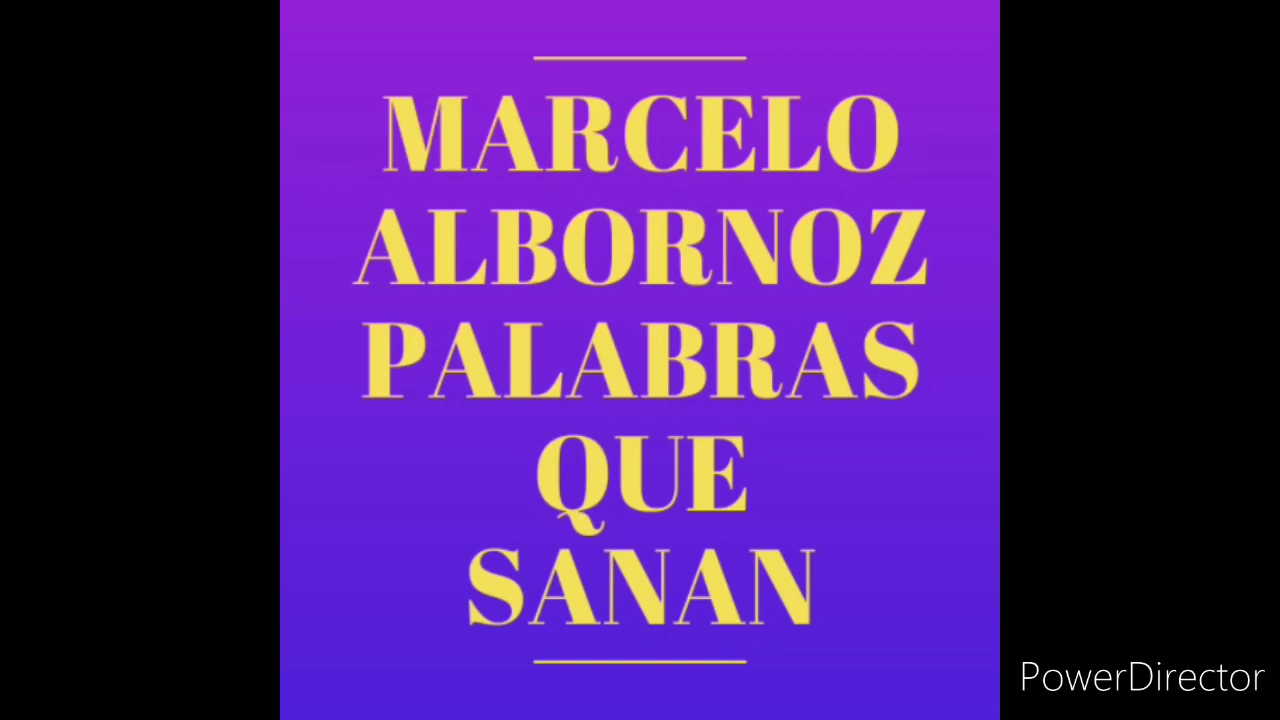 MARCELO
ALBORNOZ
PALABRAS
QUE
SANAN
PowerDirector